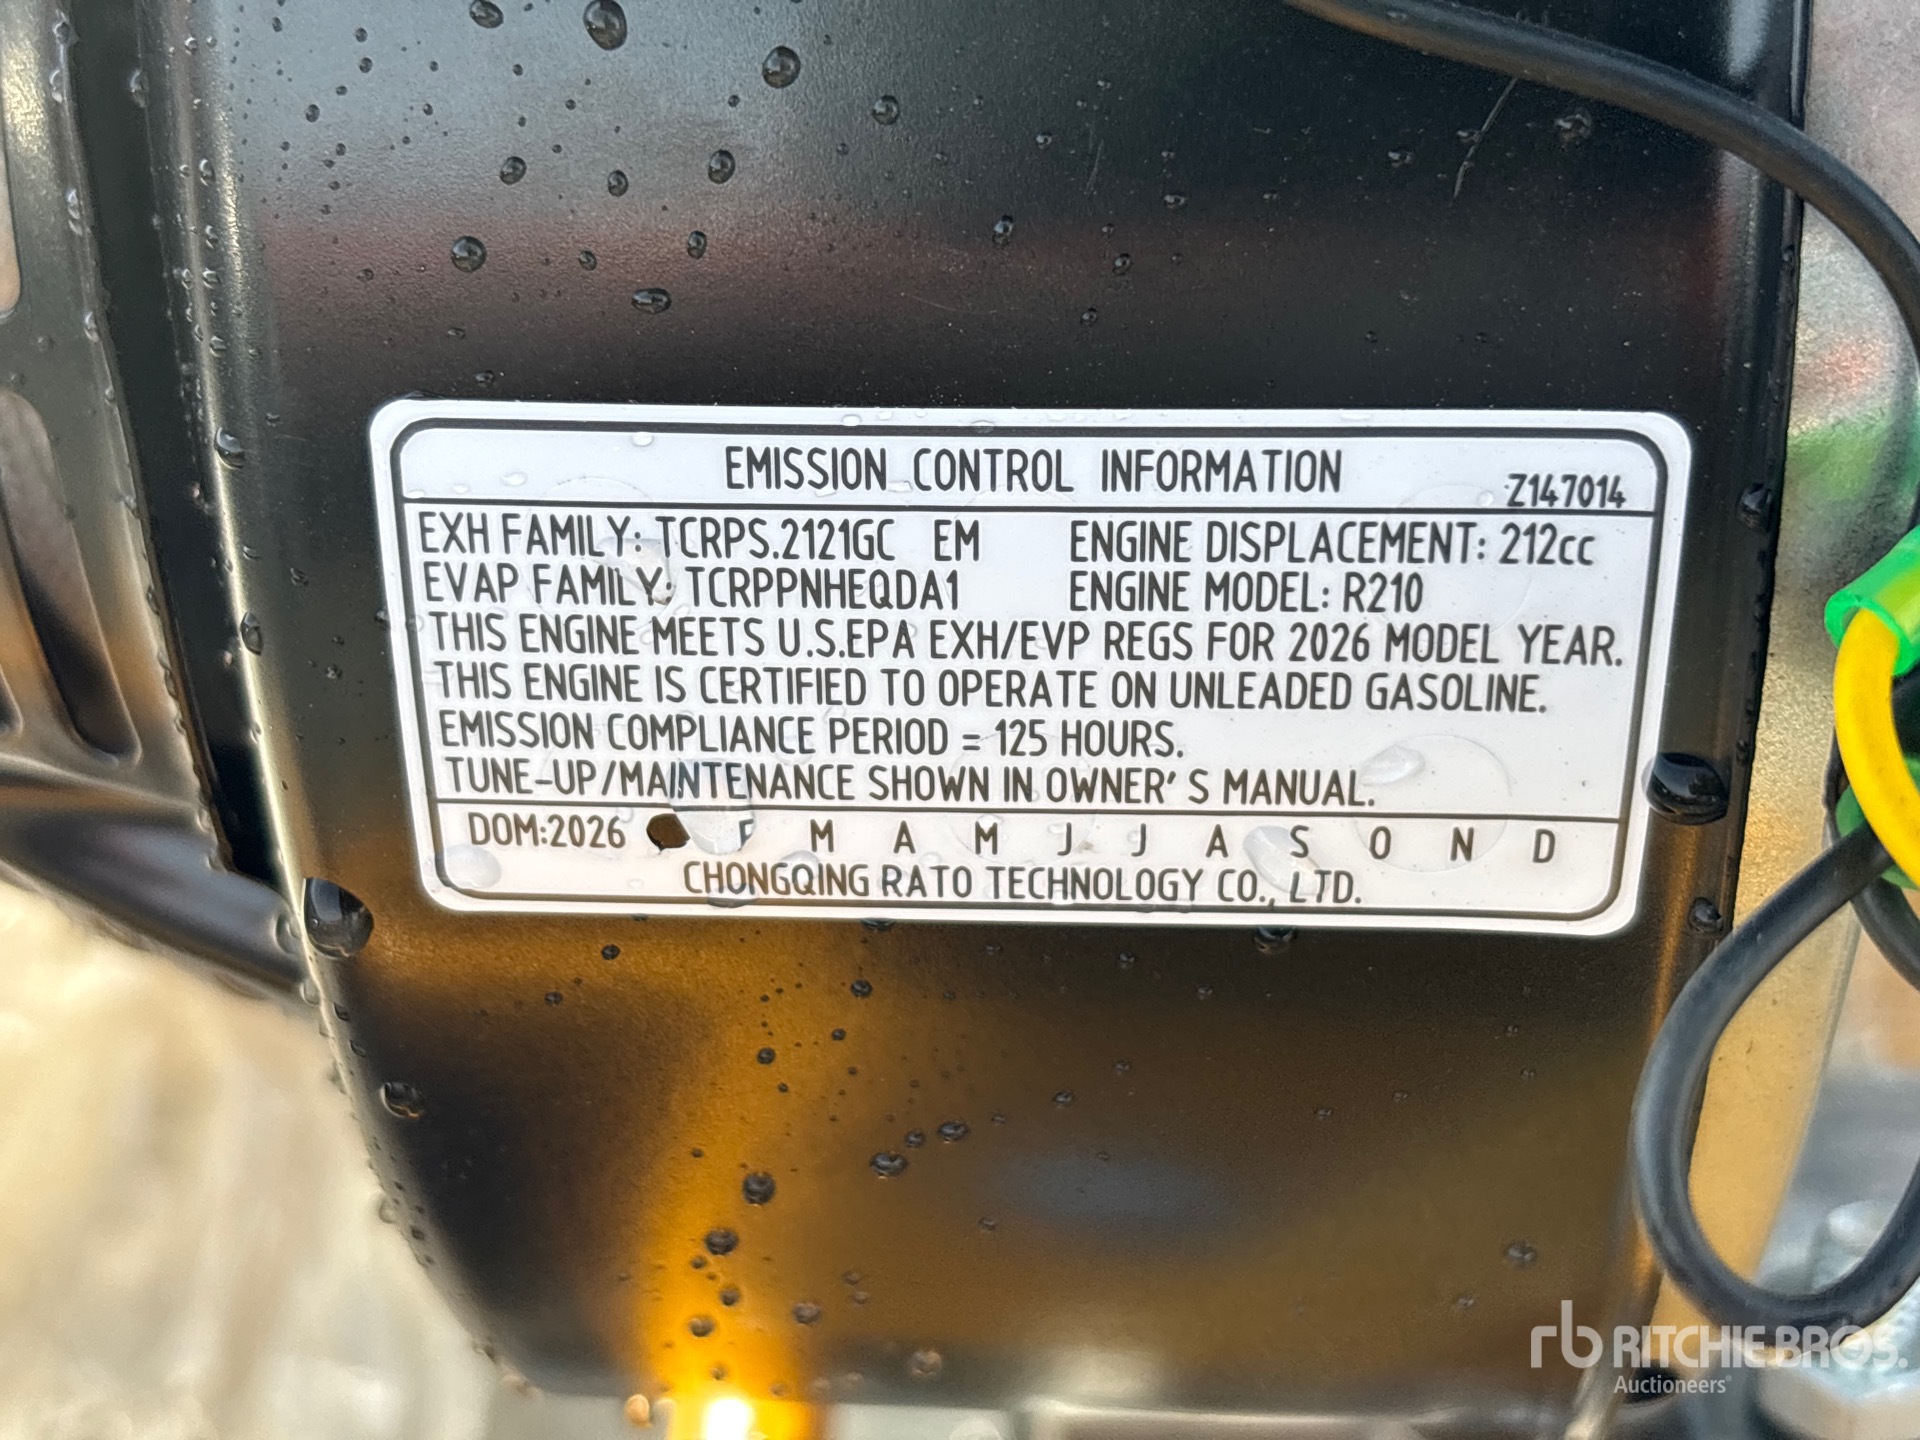 EMISSION CONTROL INFORMATION
Z147014
EXH FAMILY: TCRPS.2121GC EM ENGINE DISPLACEMENT: 212cc
EVAP FAMILY: TCRPPNHEQDA1 ENGINE MODEL: R210
THIS ENGINE MEETS U.S.EPA EXH/EVP REGS FOR 2026 MODEL YEAR.
THIS ENGINE IS CERTIFIED TO OPERATE ON UNLEADED GASOLINE.
EMISSION COMPLIANCE PERIOD = 125 HOURS.
TUNE-UP/MAINTENANCE SHOWN IN OWNER'S MANUAL.
DOM:2026 F M A M J J A S O N D
CHONGQING RATO TECHNOLOGY CO., LTD.
rb RITCHIE BROS.
Auctioneers